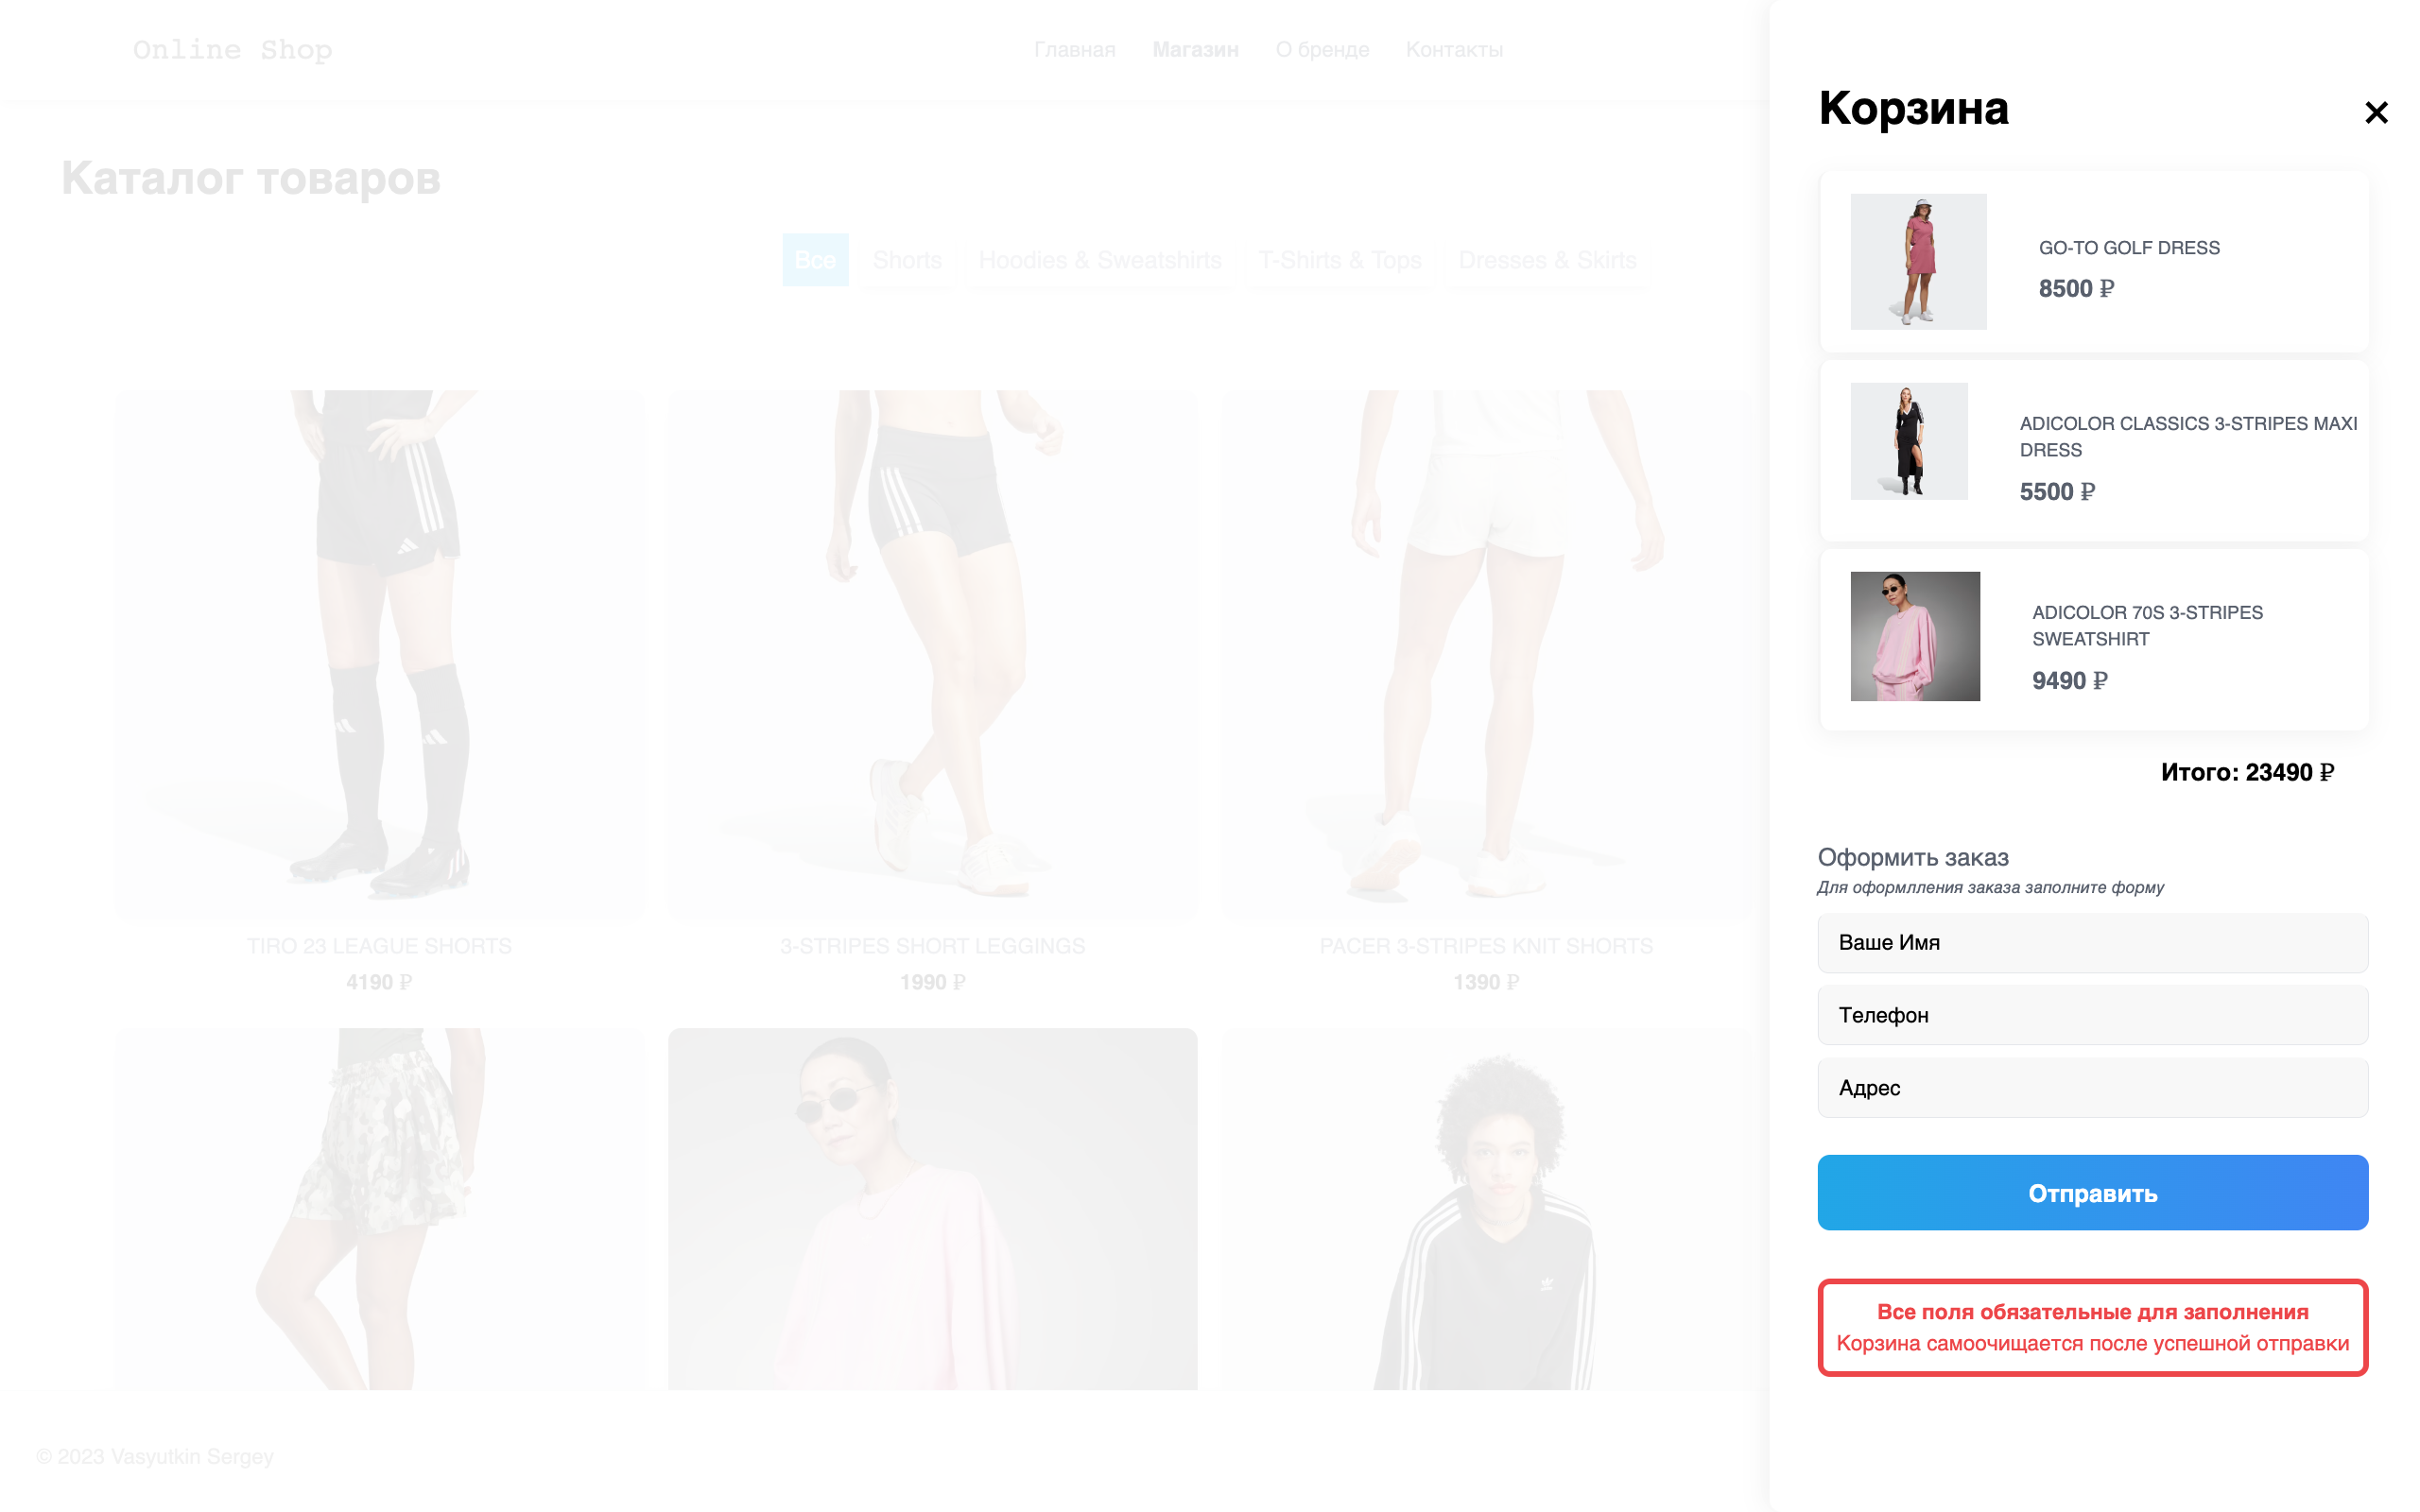 Online Shop
Главная Магазин О бренде Контакты
Каталог товаров
Все Shorts Hoodies & Sweatshirts T-Shirts & Tops Dresses & Skirts
TIRO 23 LEAGUE SHORTS
4190 ₽
3-STRIPES SHORT LEGGINGS
1990 ₽
PACER 3-STRIPES KNIT SHORTS
1390 ₽
© 2023 Vasyutkin Sergey
Корзина
GO-TO GOLF DRESS
8500 ₽
ADICOLOR CLASSICS 3-STRIPES MAXI
DRESS
5500 ₽
ADICOLOR 70S 3-STRIPES
SWEATSHIRT
9490 ₽
Итого: 23490 ₽
Оформить заказ
Для оформлления заказа заполните форму
Ваше Имя
Телефон
Адрес
Отправить
Все поля обязательные для заполнения
Корзина самоочищается после успешной отправки